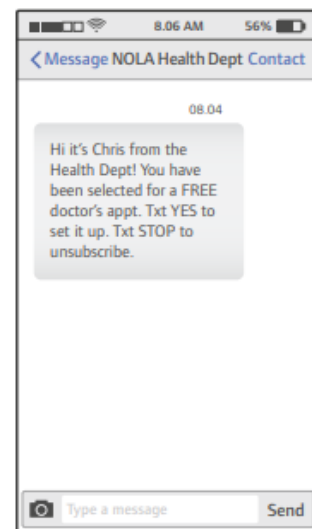 8.06 AM 56%
Message NOLA Health Dept Contact
08.04
Hi it's Chris from the
Health Dept! You have
been selected for a FREE
doctor's appt. Txt YES to
set it up. Txt STOP to
unsubscribe.
Type a message Send